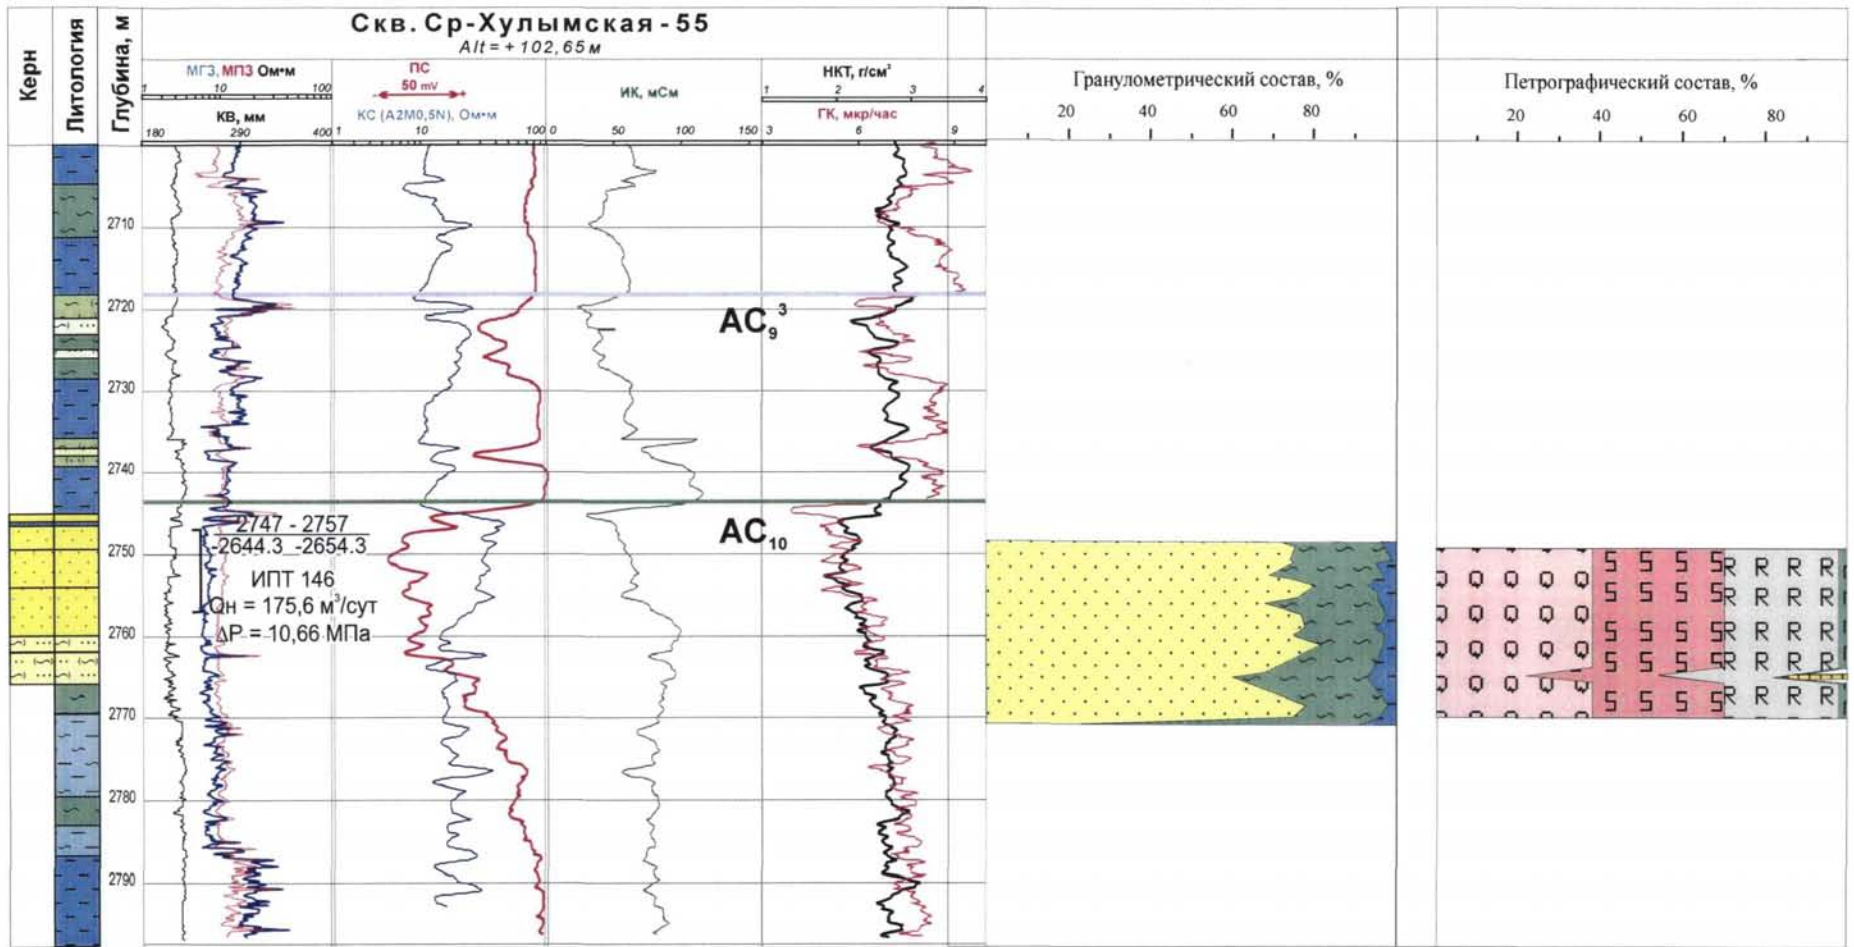 Скв. Ср-Хулымская - 55
Alt = + 102,65 м
Керн
Литология
Глубина, м
МГЗ, МПЗ Ом•м
1 10 100
КВ, мм
180 290 400
ПС
50 mV
КС (А2М0,5N), Ом•м
1 10 100
ИК, мСм
0 50 100 150
НКТ, г/см³
1 2 3 4
ГК, мкр/час
3 6 9
Гранулометрический состав, %
20 40 60 80
Петрографический состав, %
20 40 60 80
2710
2720
АС₉³
2730
2740
2747 - 2757
АС₁₀
2750
-2644.3 -2654.3
ИПТ 146
Qн = 175,6 м³/сут
2760
ΔP = 10,66 МПа
2770
2780
2790
Q Q Q Q Q S S S S R R R R
Q Q Q Q Q S S S S R R R R
Q Q Q Q Q S S S S R R R R
Q Q Q Q Q S S S S R R R R
Q Q Q Q Q S S S S R R R
Q Q Q Q Q S S S S R R R R